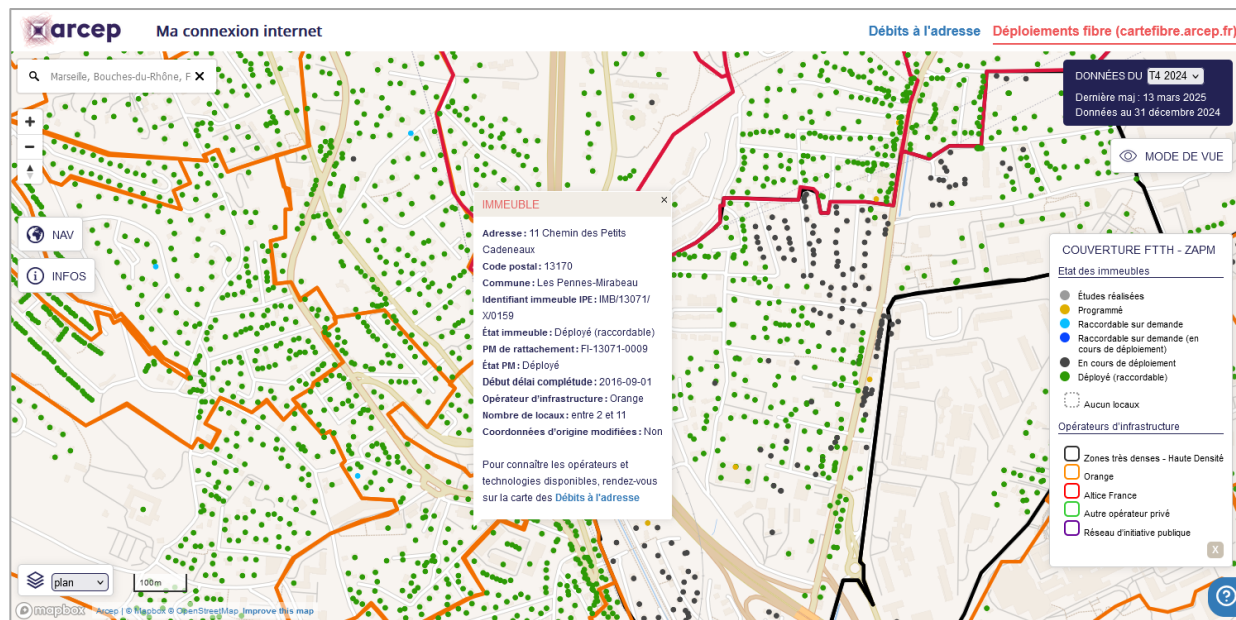 arcep
Ma connexion internet
Débits à l'adresse
Déploiements fibre (cartefibre.arcep.fr)
Marseille, Bouches-du-Rhône, F
NAV
INFOS
IMMEUBLE
Adresse : 11 Chemin des Petits
Cadeneaux
Code postal : 13170
Commune : Les Pennes-Mirabeau
Identifiant immeuble IPE : IMB/13071/
X/0159
État immeuble : Déployé (raccordable)
PM de rattachement : FI-13071-0009
État PM : Déployé
Début délai complétude : 2016-09-01
Opérateur d'infrastructure : Orange
Nombre de locaux : entre 2 et 11
Coordonnées d'origine modifiées : Non
Pour connaître les opérateurs et
technologies disponibles, rendez-vous
sur la carte des Débits à l'adresse
DONNÉES DU T4 2024
Dernière maj : 13 mars 2025
Données au 31 décembre 2024
MODE DE VUE
COUVERTURE FTTH - ZAPM
Etat des immeubles
Études réalisées
Programmé
Raccordable sur demande
Raccordable sur demande (en
cours de déploiement)
En cours de déploiement
Déployé (raccordable)
Aucun locaux
Opérateurs d'infrastructure
Zones très denses - Haute Densité
Orange
Altice France
Autre opérateur privé
Réseau d'initiative publique
X
plan
100m
mapbox
Arcep | © Mapbox © OpenStreetMap Improve this map
?